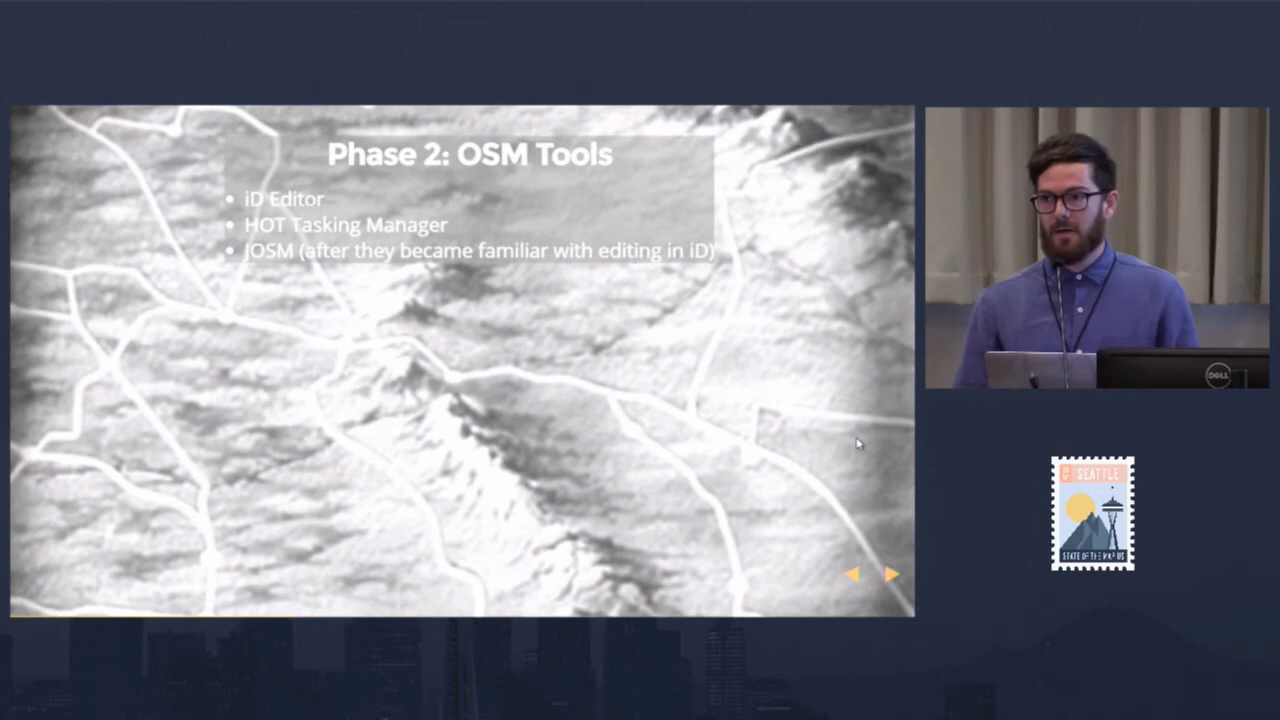 Phase 2: OSM Tools
• iD Editor
• HOT Tasking Manager
• JOSM (after they became familiar with editing in iD)
DELL
SEATTLE
STATE OF THE MAP US